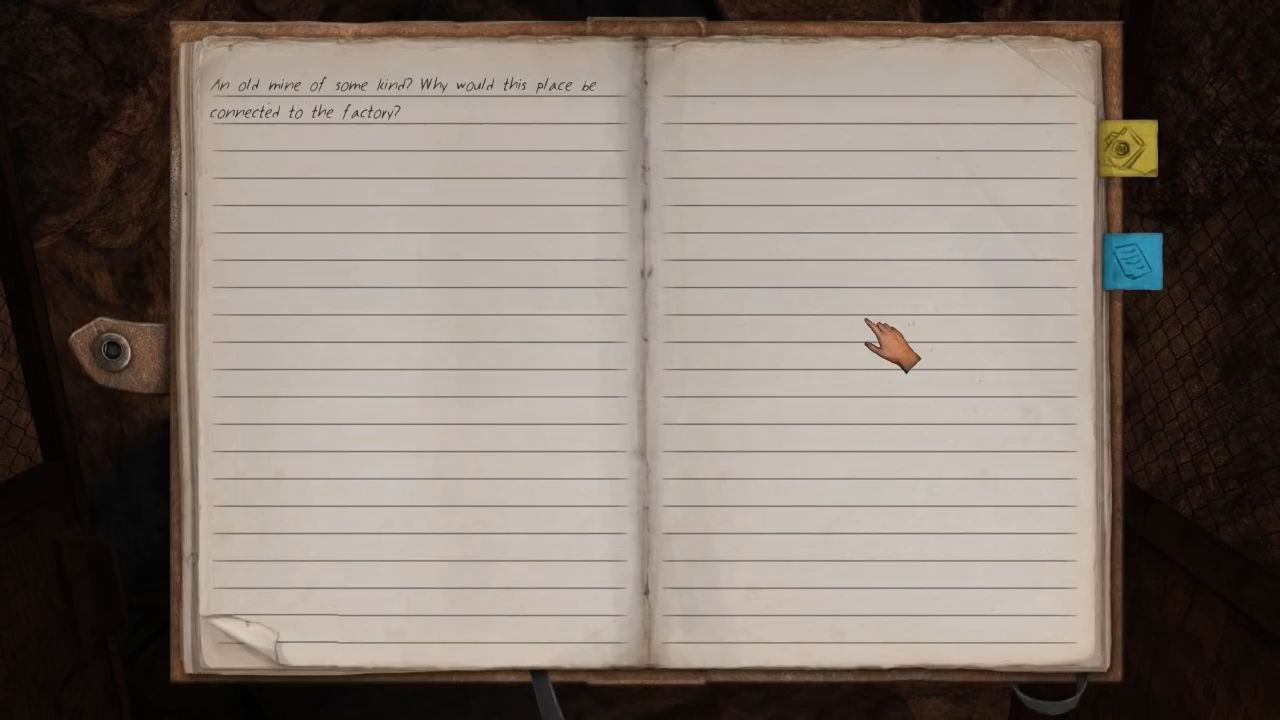 An old mine of some kind? Why would this place be
connected to the factory?